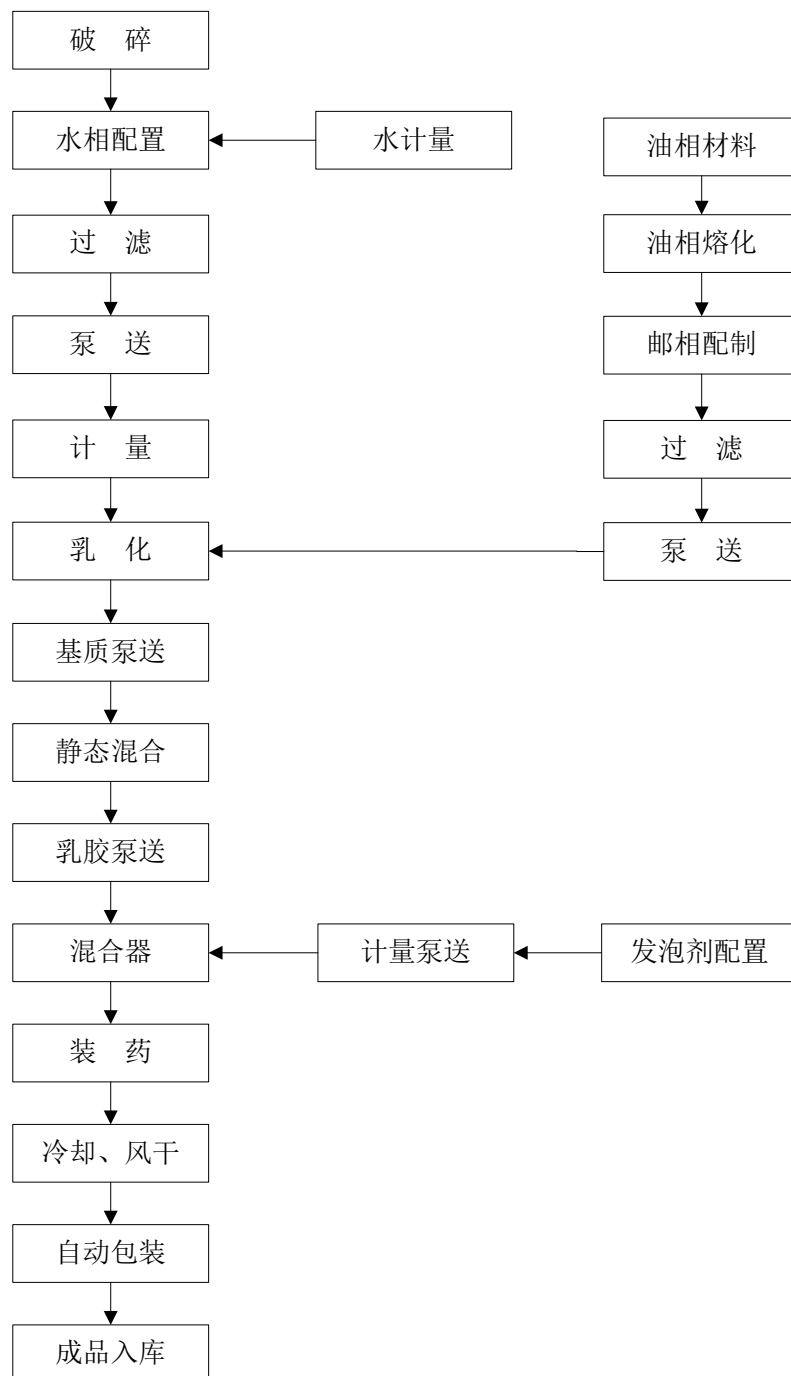 破 碎
水相配置
水计量
油相材料
过 滤
油相熔化
泵 送
邮相配制
计 量
过 滤
乳 化
泵 送
基质泵送
静态混合
乳胶泵送
混合器
计量泵送
发泡剂配置
装 药
冷却、风干
自动包装
成品入库